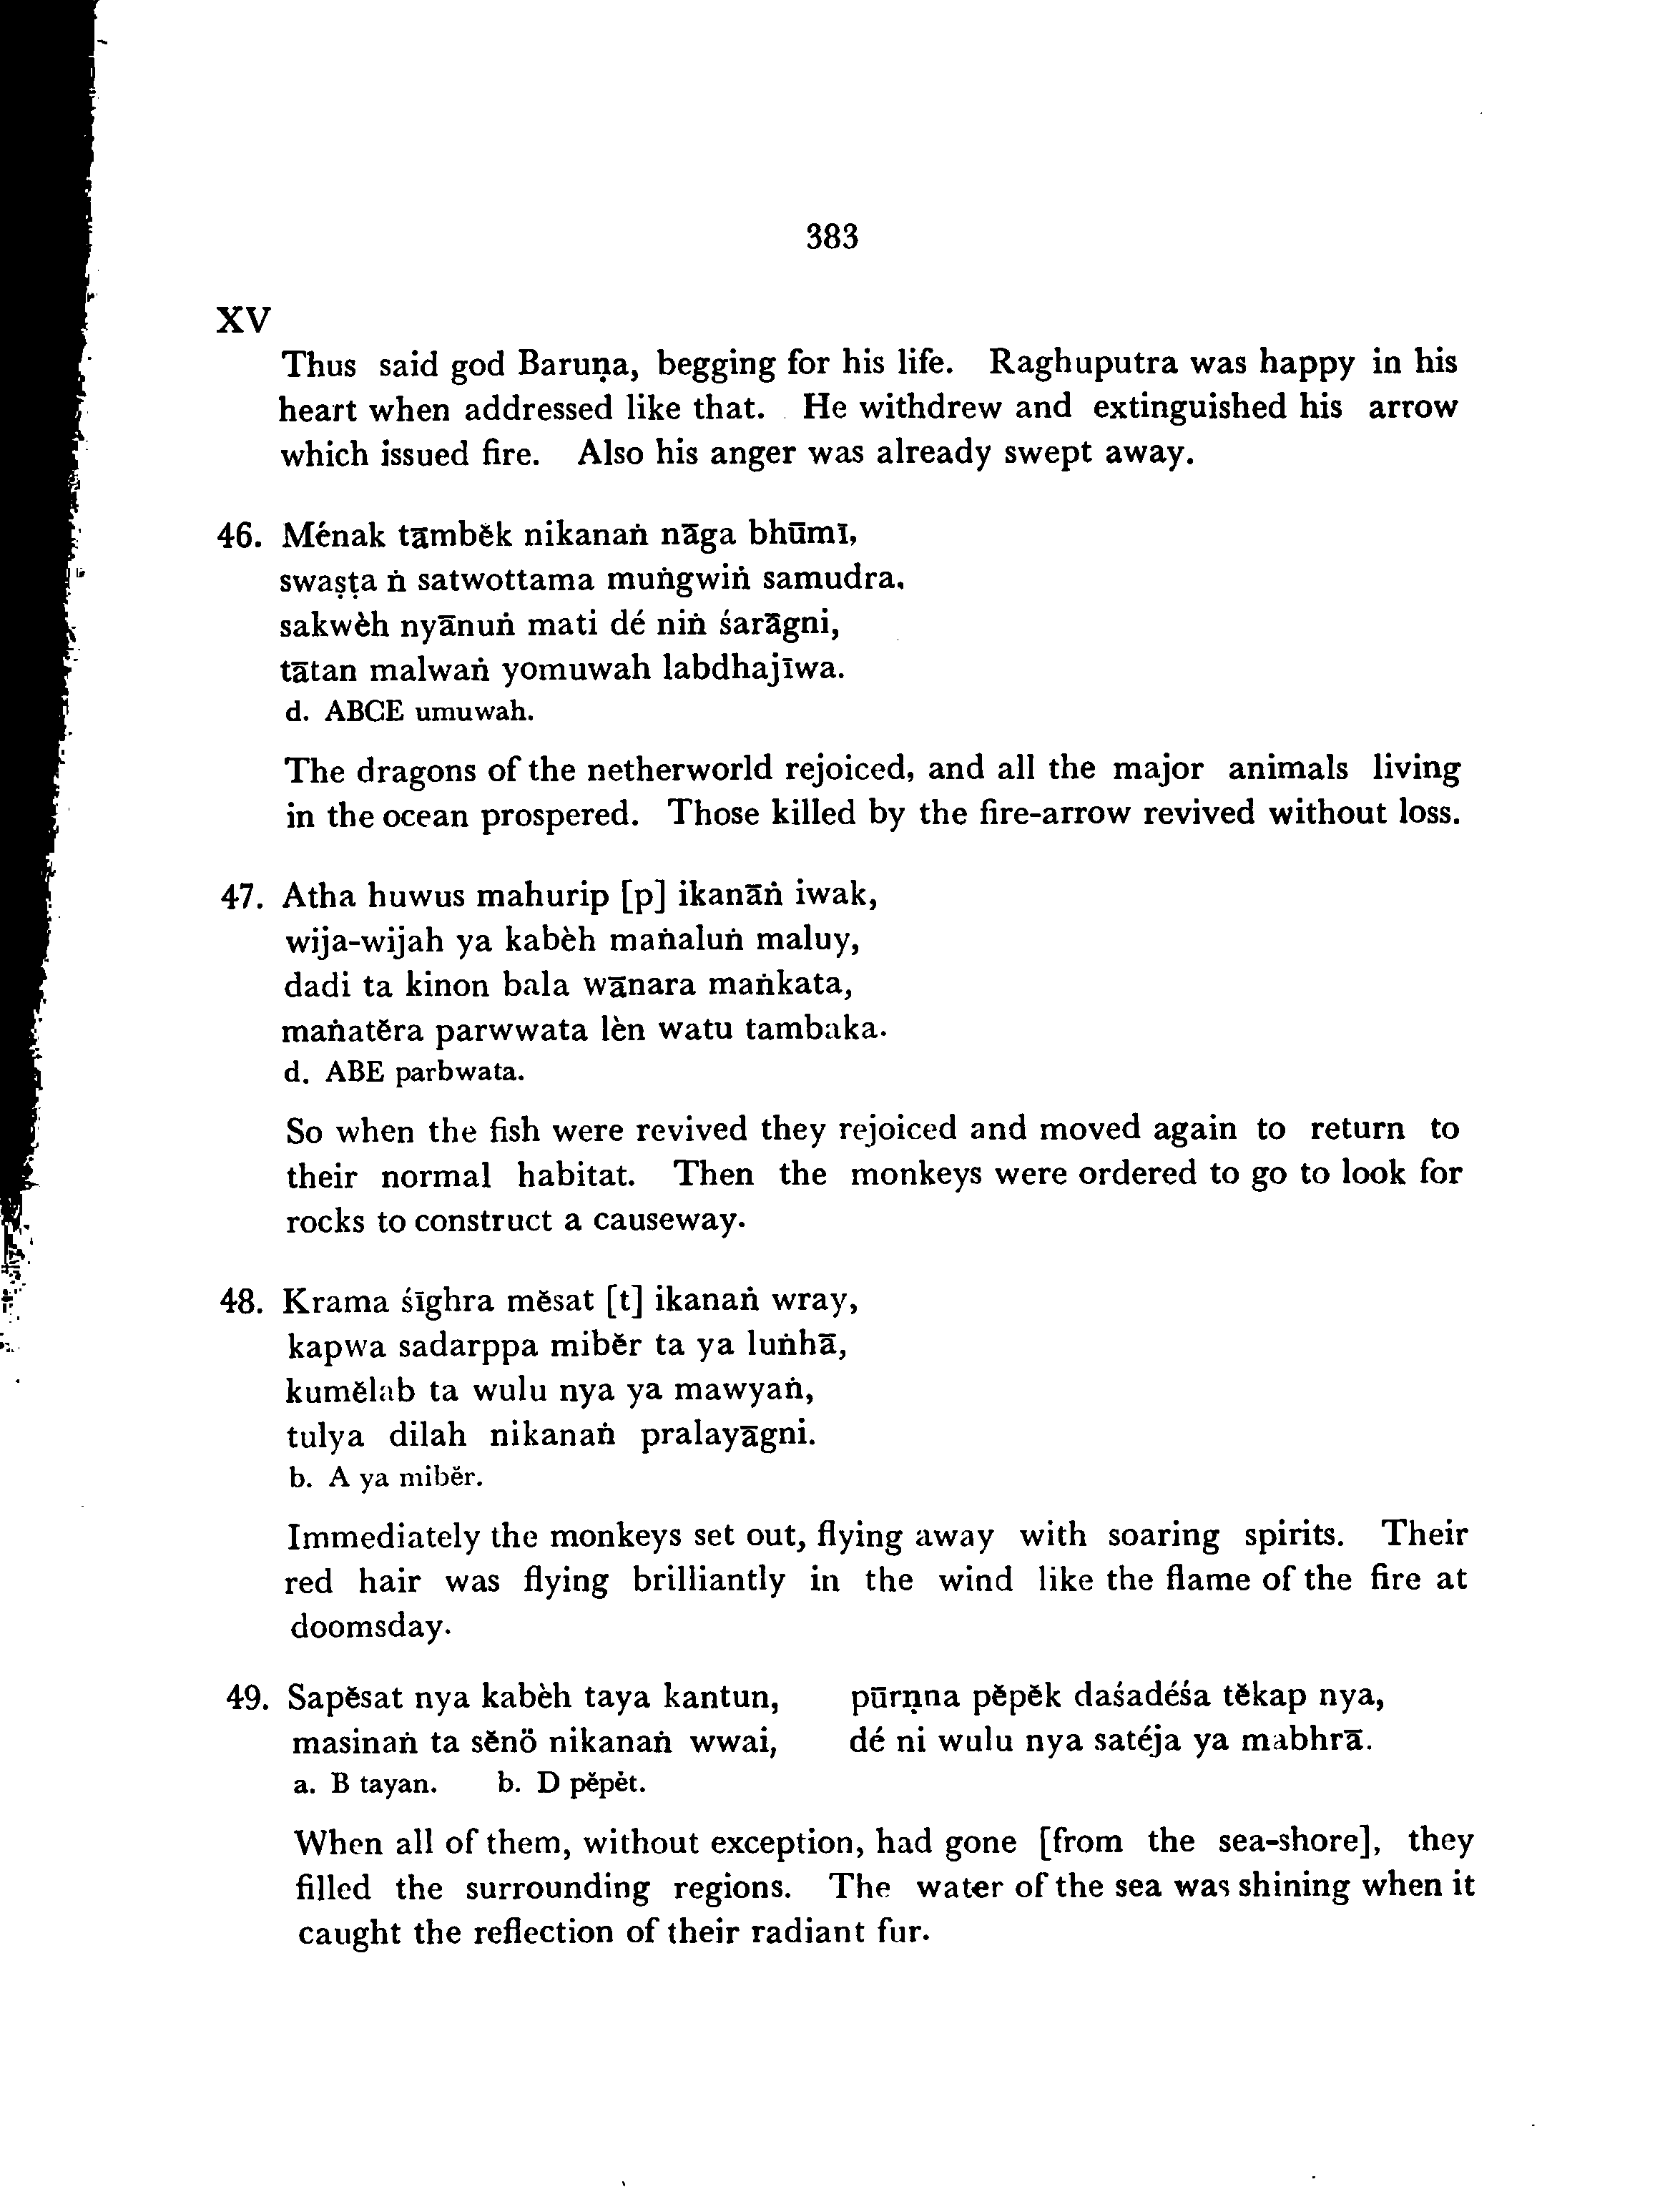 383
XV
Thus said god Baruṇa, begging for his life. Raghuputra was happy in his
heart when addressed like that. He withdrew and extinguished his arrow
which issued fire. Also his anger was already swept away.
46. Ménak tāmběk nikanaṅ nāga bhūmī,
swaṣṭa ṅ satwottama muṅgwiṅ samudra,
sakwèh nyānuṅ mati dé niṅ śarāgni,
tātan malwaṅ yomuwah labdhajīwa.
d. ABCE umuwah.
The dragons of the netherworld rejoiced, and all the major animals living
in the ocean prospered. Those killed by the fire-arrow revived without loss.
47. Atha huwus mahurip [p] ikanāṅ iwak,
wija-wijah ya kabèh maṅaluṅ maluy,
dadi ta kinon bala wānara maṅkata,
maṅatěra parwwata lèn watu tambaka.
d. ABE parbwata.
So when the fish were revived they rejoiced and moved again to return to
their normal habitat. Then the monkeys were ordered to go to look for
rocks to construct a causeway.
48. Krama śīghra měsat [t] ikanaṅ wray,
kapwa sadarppa miběr ta ya luṅhā,
kumělab ta wulu nya ya mawyaṅ,
tulya dilah nikanaṅ pralayāgni.
b. A ya miběr.
Immediately the monkeys set out, flying away with soaring spirits. Their
red hair was flying brilliantly in the wind like the flame of the fire at
doomsday.
49. Sapěsat nya kabèh taya kantun, pūrṇna pěpěk daśadéśa těkap nya,
masinaṅ ta sěnö nikanaṅ wwai, dé ni wulu nya satéja ya mabhrā.
a. B tayan. b. D pěpèt.
When all of them, without exception, had gone [from the sea-shore], they
filled the surrounding regions. The water of the sea was shining when it
caught the reflection of their radiant fur.